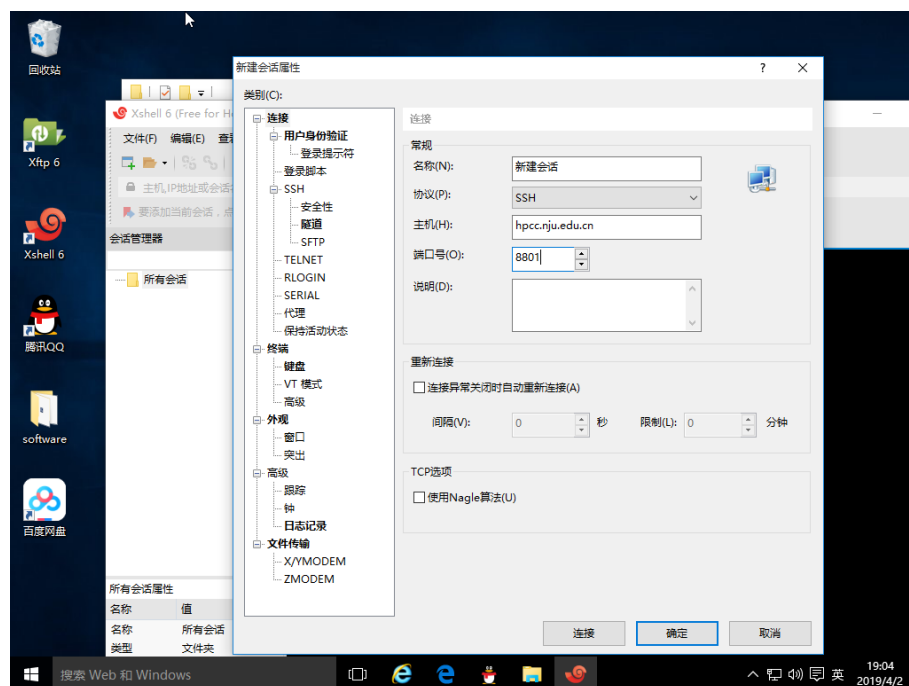 回收站
Xftp 6
Xshell 6
腾讯QQ
software
百度网盘
Xshell 6 (Free for H
文件(F) 编辑(E)
主机,IP地址或会话
要添加当前会话，点
会话管理器
所有会话
所有会话属性
名称 值
名称 所有会话
类型 文件夹
新建会话属性
类别(C):
连接
用户身份验证
登录提示符
登录脚本
SSH
安全性
隧道
SFTP
TELNET
RLOGIN
SERIAL
代理
保持活动状态
终端
键盘
VT 模式
高级
外观
窗口
突出
高级
跟踪
钟
日志记录
文件传输
X/YMODEM
ZMODEM
连接
常规
名称(N): 新建会话
协议(P): SSH
主机(H): hpcc.nju.edu.cn
端口号(O): 8801
说明(D):
重新连接
连接异常关闭时自动重新连接(A)
间隔(V): 0 秒 限制(L): 0 分钟
TCP选项
使用Nagle算法(U)
连接 确定 取消
搜索 Web 和 Windows
英
19:04
2019/4/2